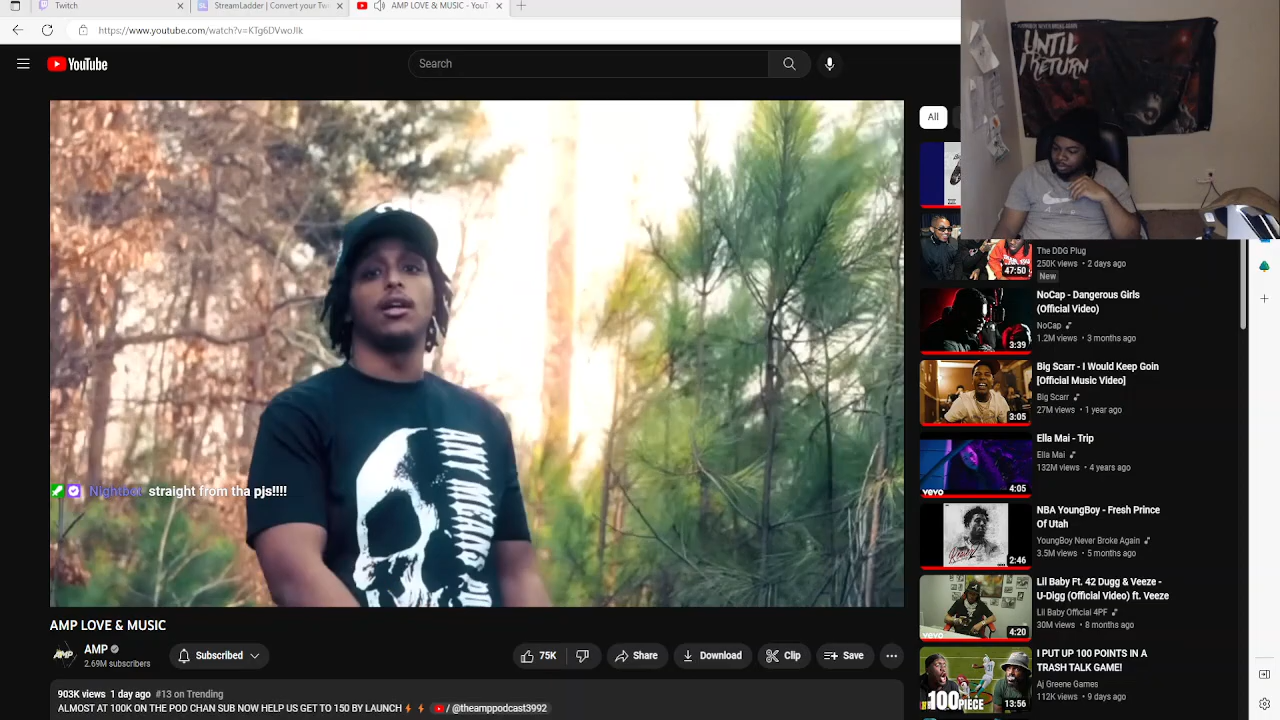 Twitch
StreamLadder | Convert your Twi
AMP LOVE & MUSIC - YouT
https://www.youtube.com/watch?v=KTg6DVwoJlk
YouTube
Search
UNTIL
I RETURN
All
The DDG Plug
250K views • 2 days ago
New
47:50
NoCap - Dangerous Girls
(Official Video)
NoCap
1.2M views • 3 months ago
3:39
Big Scarr - I Would Keep Goin
[Official Music Video]
Big Scarr
27M views • 1 year ago
3:05
Ella Mai - Trip
Ella Mai
132M views • 4 years ago
vevo
4:05
NBA YoungBoy - Fresh Prince
Of Utah
YoungBoy Never Broke Again
3.5M views • 5 months ago
2:46
Lil Baby Ft. 42 Dugg & Veeze -
U-Digg (Official Video) ft. Veeze
Lil Baby Official 4PF
30M views • 8 months ago
vevo
4:20
I PUT UP 100 POINTS IN A
TRASH TALK GAME!
Aj Greene Games
112K views • 9 days ago
100PIECE
13:56
ANY MEANS
Nightbot straight from tha pjs!!!!
AMP LOVE & MUSIC
AMP
2.69M subscribers
Subscribed
75K
Share
Download
Clip
Save
903K views 1 day ago #13 on Trending
ALMOST AT 100K ON THE POD CHAN SUB NOW HELP US GET TO 150 BY LAUNCH⚡⚡ / @theamppodcast3992